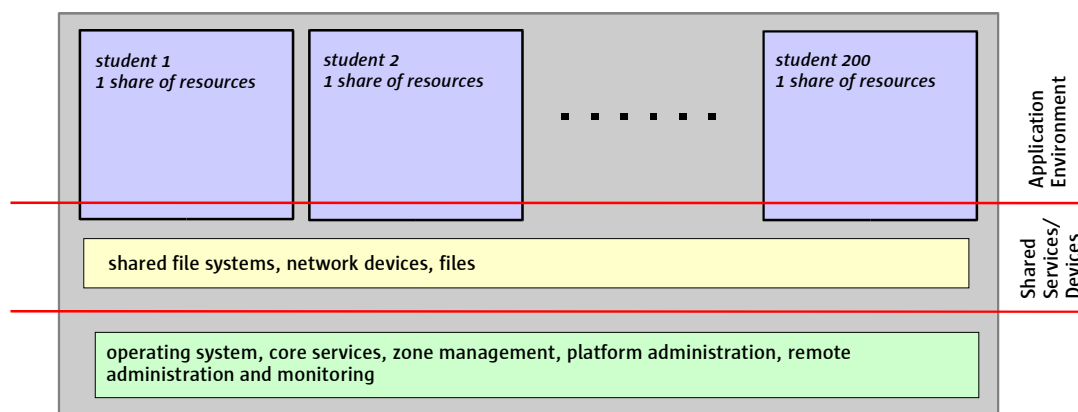 student 1
1 share of resources
student 2
1 share of resources
student 200
1 share of resources
Application
Environment
shared file systems, network devices, files
Shared
Services/
Devices
operating system, core services, zone management, platform administration, remote
administration and monitoring